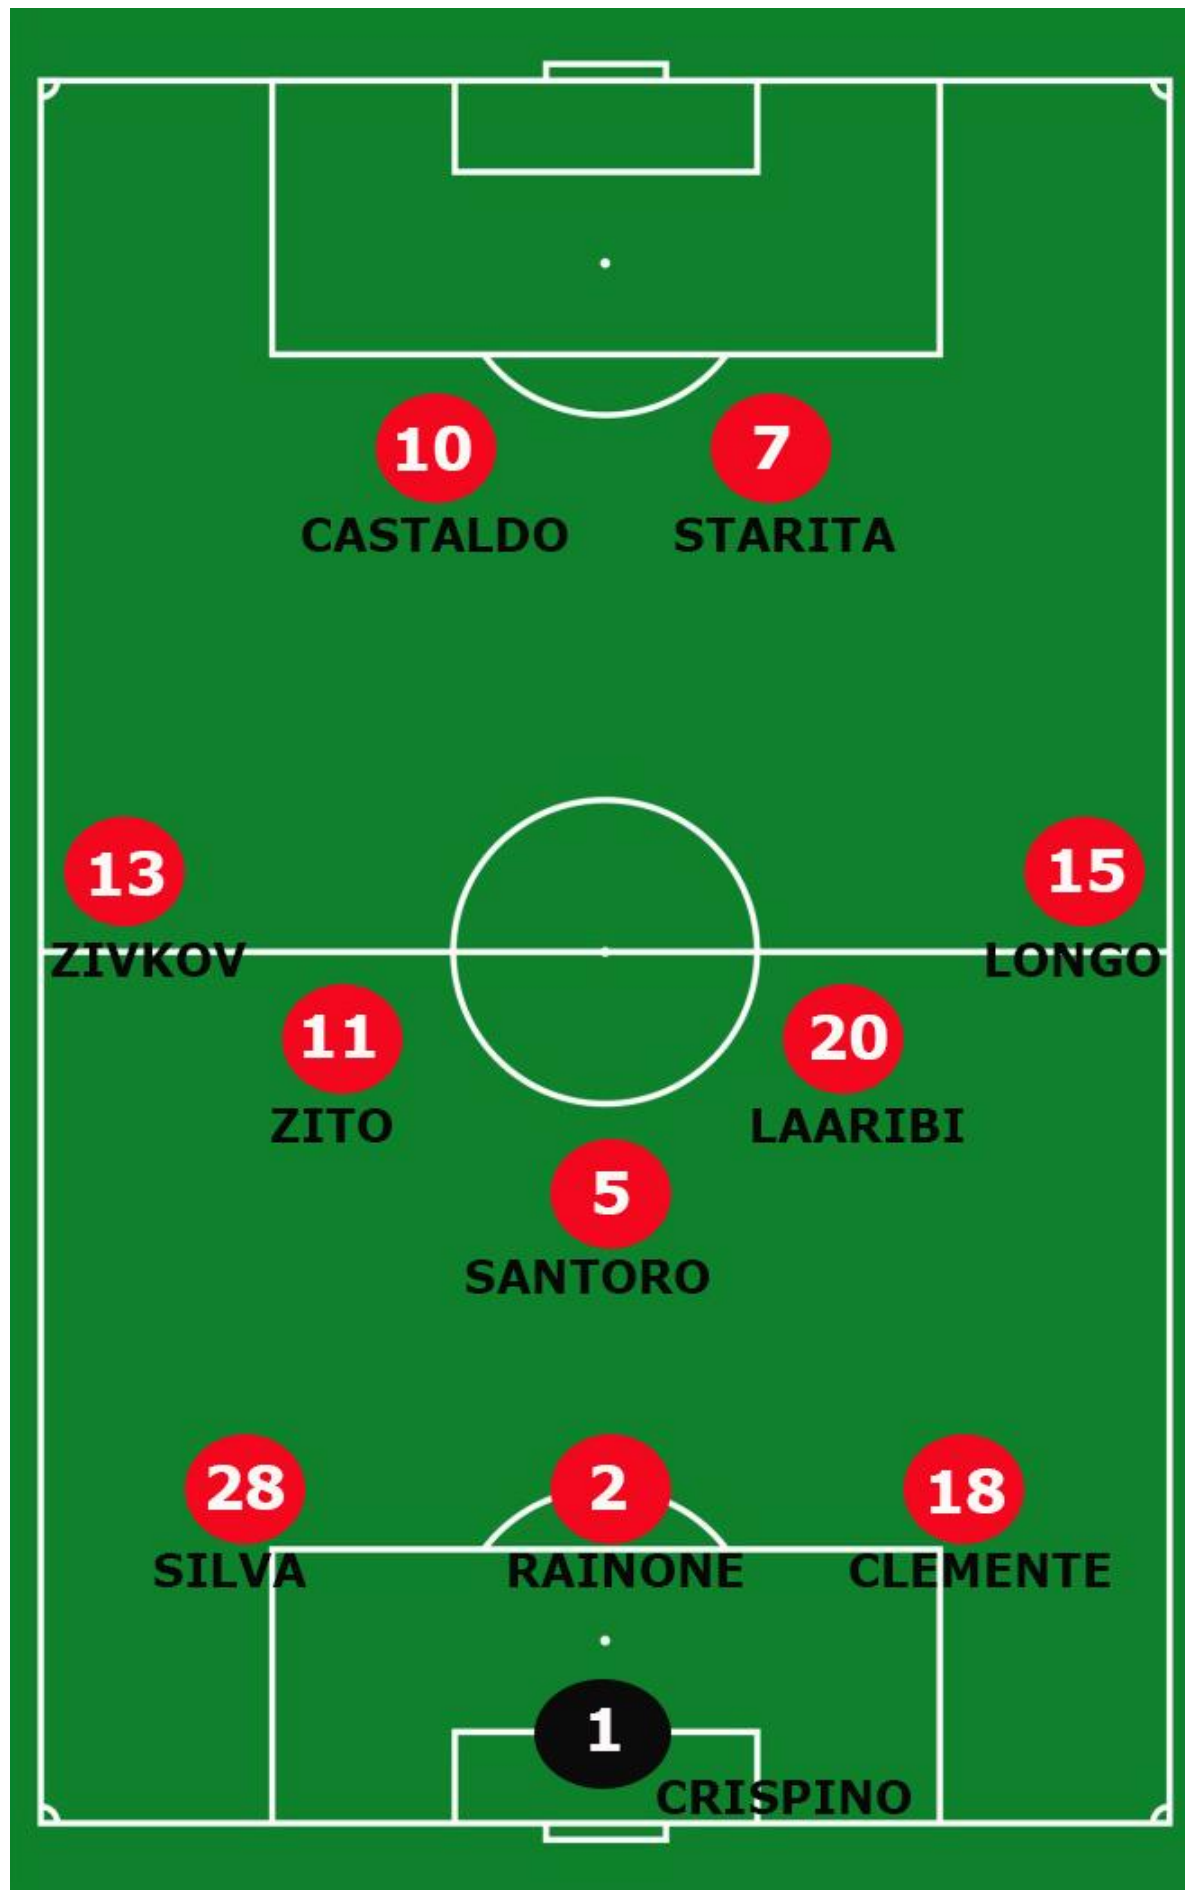 10 7
CASTALDO STARITA
13 15
ZIVKOV LONGO
11 20
ZITO LAARIBI
5
SANTORO
28 2 18
SILVA RAINONE CLEMENTE
1
CRISPINO